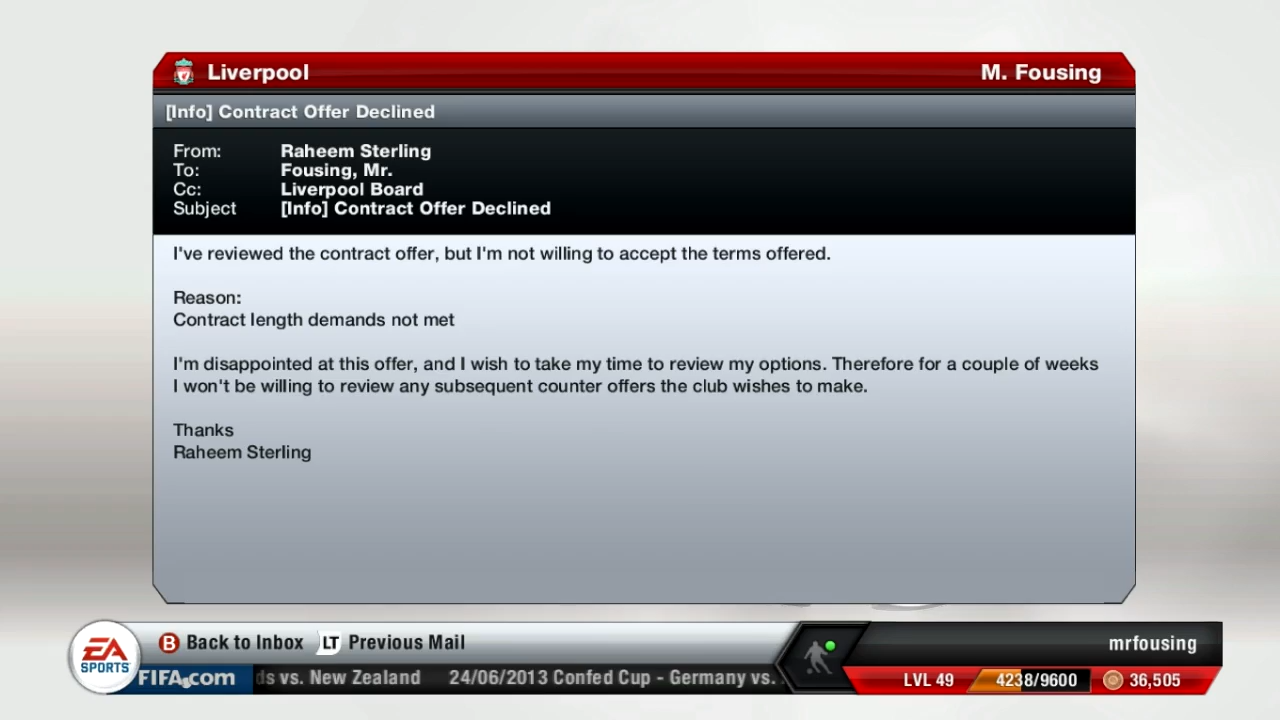 Liverpool
M. Fousing
[Info] Contract Offer Declined
From: Raheem Sterling
To: Fousing, Mr.
Cc: Liverpool Board
Subject [Info] Contract Offer Declined
I've reviewed the contract offer, but I'm not willing to accept the terms offered.
Reason:
Contract length demands not met
I'm disappointed at this offer, and I wish to take my time to review my options. Therefore for a couple of weeks
I won't be willing to review any subsequent counter offers the club wishes to make.
Thanks
Raheem Sterling
B Back to Inbox LT Previous Mail
mrfousing
EA
SPORTS
FIFA.com
ds vs. New Zealand 24/06/2013 Confed Cup - Germany vs.
LVL 49 4238/9600 36,505